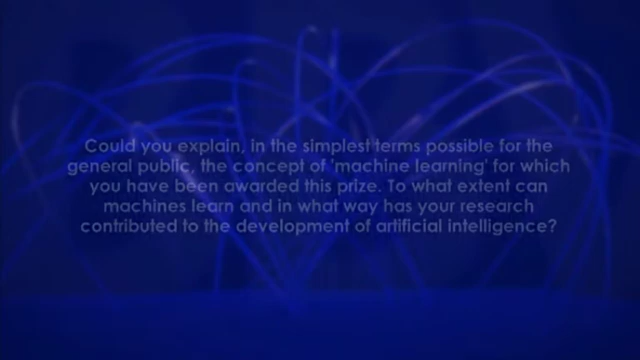 Could you explain, in the simplest terms possible for the
general public, the concept of 'machine learning' for which
you have been awarded this prize. To what extent can
machines learn and in what way has your research
contributed to the development of artificial intelligence?